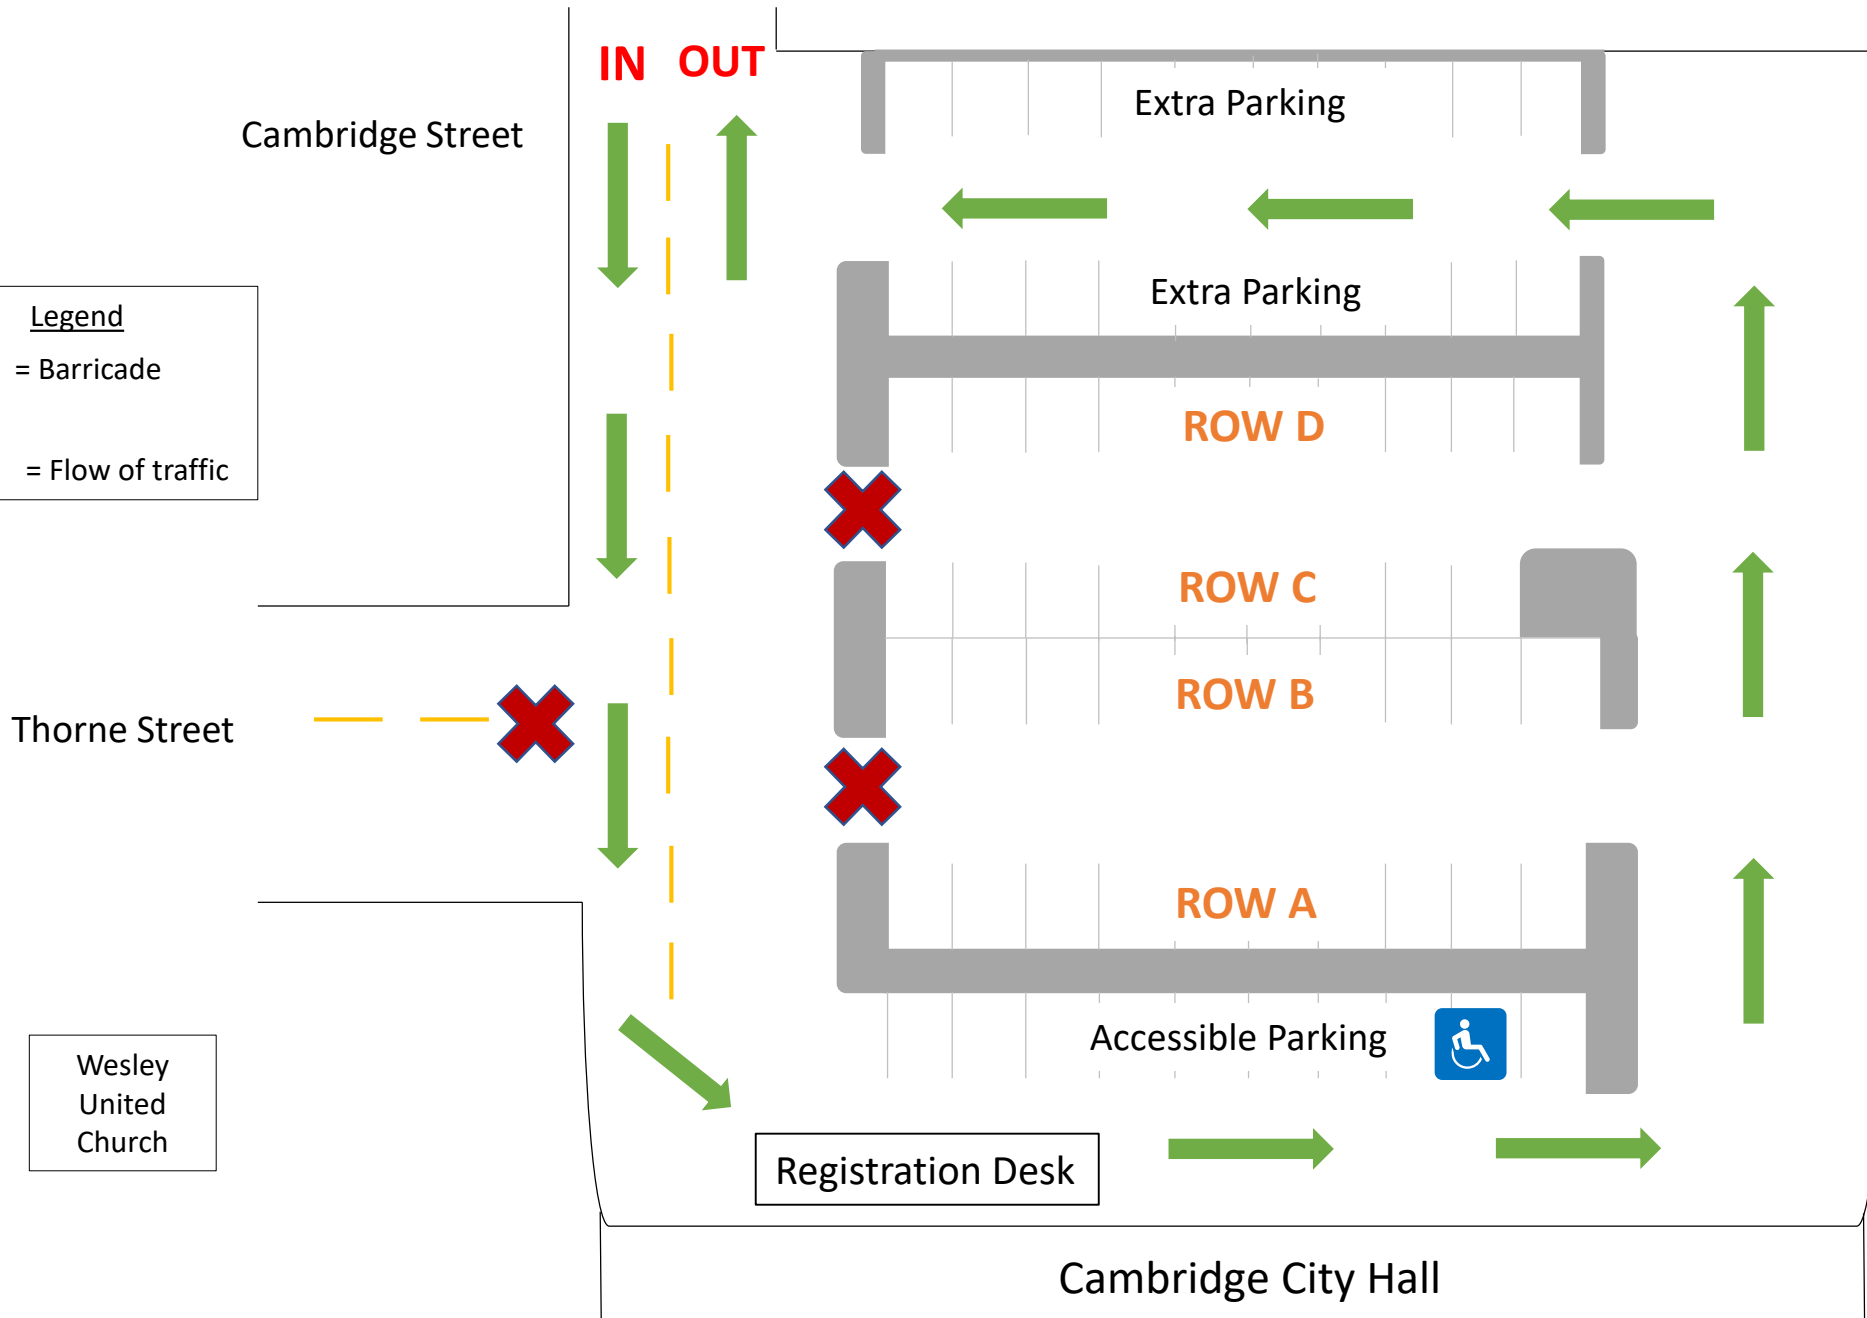 IN OUT
Cambridge Street
Extra Parking
Legend
= Barricade
= Flow of traffic
Extra Parking
ROW D
ROW C
ROW B
Thorne Street
ROW A
Accessible Parking
Wesley
United
Church
Registration Desk
Cambridge City Hall